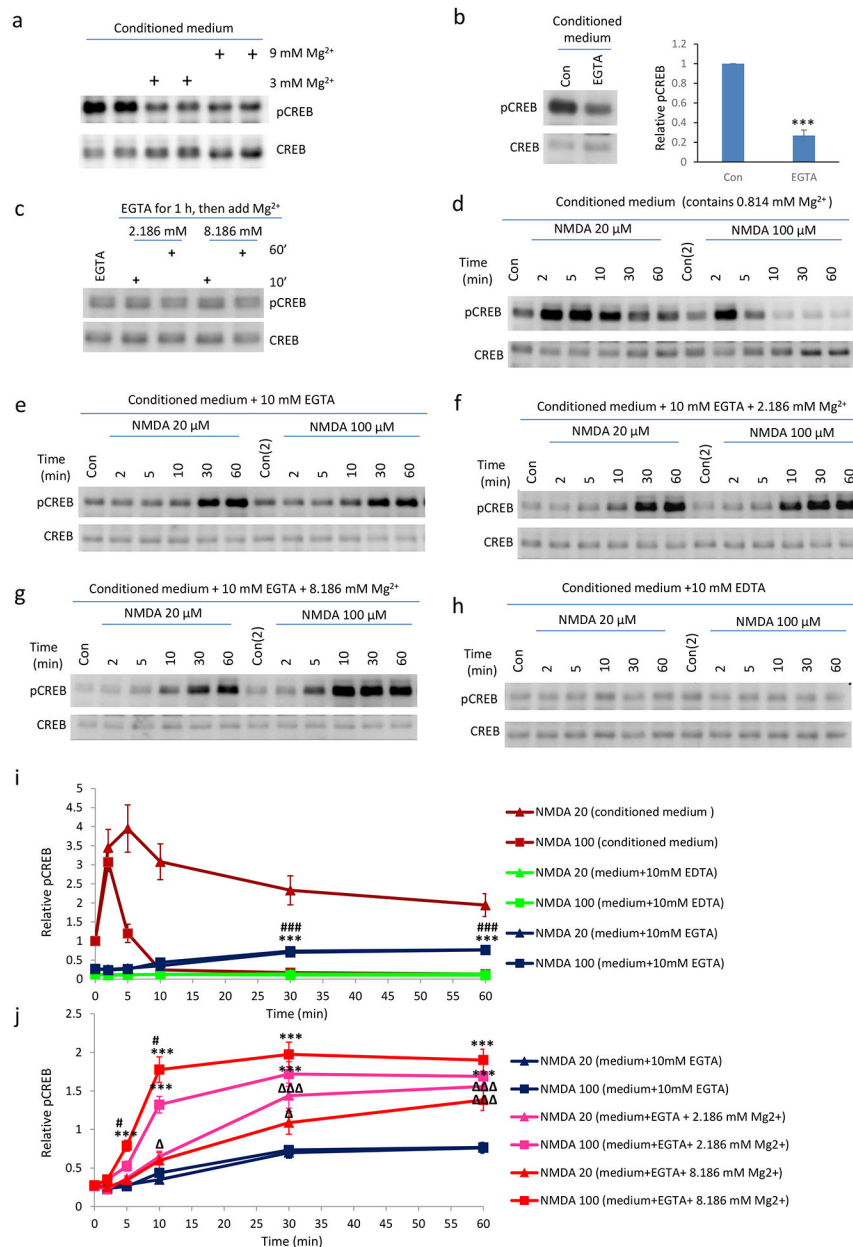 a
Conditioned medium
+ + 9 mM Mg²⁺
+ + 3 mM Mg²⁺
pCREB
CREB
b
Conditioned
medium
Con
EGTA
pCREB
CREB
Relative pCREB
1.2
1
0.8
0.6
0.4
0.2
0
***
Con EGTA
c
EGTA for 1 h, then add Mg²⁺
2.186 mM 8.186 mM
EGTA
+ + 60’
+ + 10’
pCREB
CREB
d
Conditioned medium (contains 0.814 mM Mg²⁺)
NMDA 20 µM NMDA 100 µM
Time
(min)
Con 2 5 10 30 60 Con(2) 2 5 10 30 60
pCREB
CREB
e
Conditioned medium + 10 mM EGTA
NMDA 20 µM NMDA 100 µM
Time
(min)
Con 2 5 10 30 60 Con(2) 2 5 10 30 60
pCREB
CREB
f
Conditioned medium + 10 mM EGTA + 2.186 mM Mg²⁺
NMDA 20 µM NMDA 100 µM
Time
(min)
Con 2 5 10 30 60 Con(2) 2 5 10 30 60
pCREB
CREB
g
Conditioned medium + 10 mM EGTA + 8.186 mM Mg²⁺
NMDA 20 µM NMDA 100 µM
Time
(min)
Con 2 5 10 30 60 Con(2) 2 5 10 30 60
pCREB
CREB
h
Conditioned medium +10 mM EDTA
NMDA 20 µM NMDA 100 µM
Time
(min)
Con 2 5 10 30 60 Con(2) 2 5 10 30 60
pCREB
CREB
i
Relative pCREB
5
4.5
4
3.5
3
2.5
2
1.5
1
0.5
0
### ###
*** ***
0 5 10 15 20 25 30 35 40 45 50 55 60
Time (min)
NMDA 20 (conditioned medium )
NMDA 100 (conditioned medium)
NMDA 20 (medium+10mM EDTA)
NMDA 100 (medium+10mM EDTA)
NMDA 20 (medium+10mM EGTA)
NMDA 100 (medium+10mM EGTA)
j
Relative pCREB
2.5
2
1.5
1
0.5
0
#
*** *** ***
*** *** ***
ΔΔΔ ΔΔΔ
Δ ΔΔΔ
#
***
Δ
0 5 10 15 20 25 30 35 40 45 50 55 60
Time (min)
NMDA 20 (medium+10mM EGTA)
NMDA 100 (medium+10mM EGTA)
NMDA 20 (medium+EGTA + 2.186 mM Mg2+)
NMDA 100 (medium+EGTA+ 2.186 mM Mg2+)
NMDA 20 (medium+EGTA+ 8.186 mM Mg2+)
NMDA 100 (medium+EGTA+ 8.186 mM Mg2+)